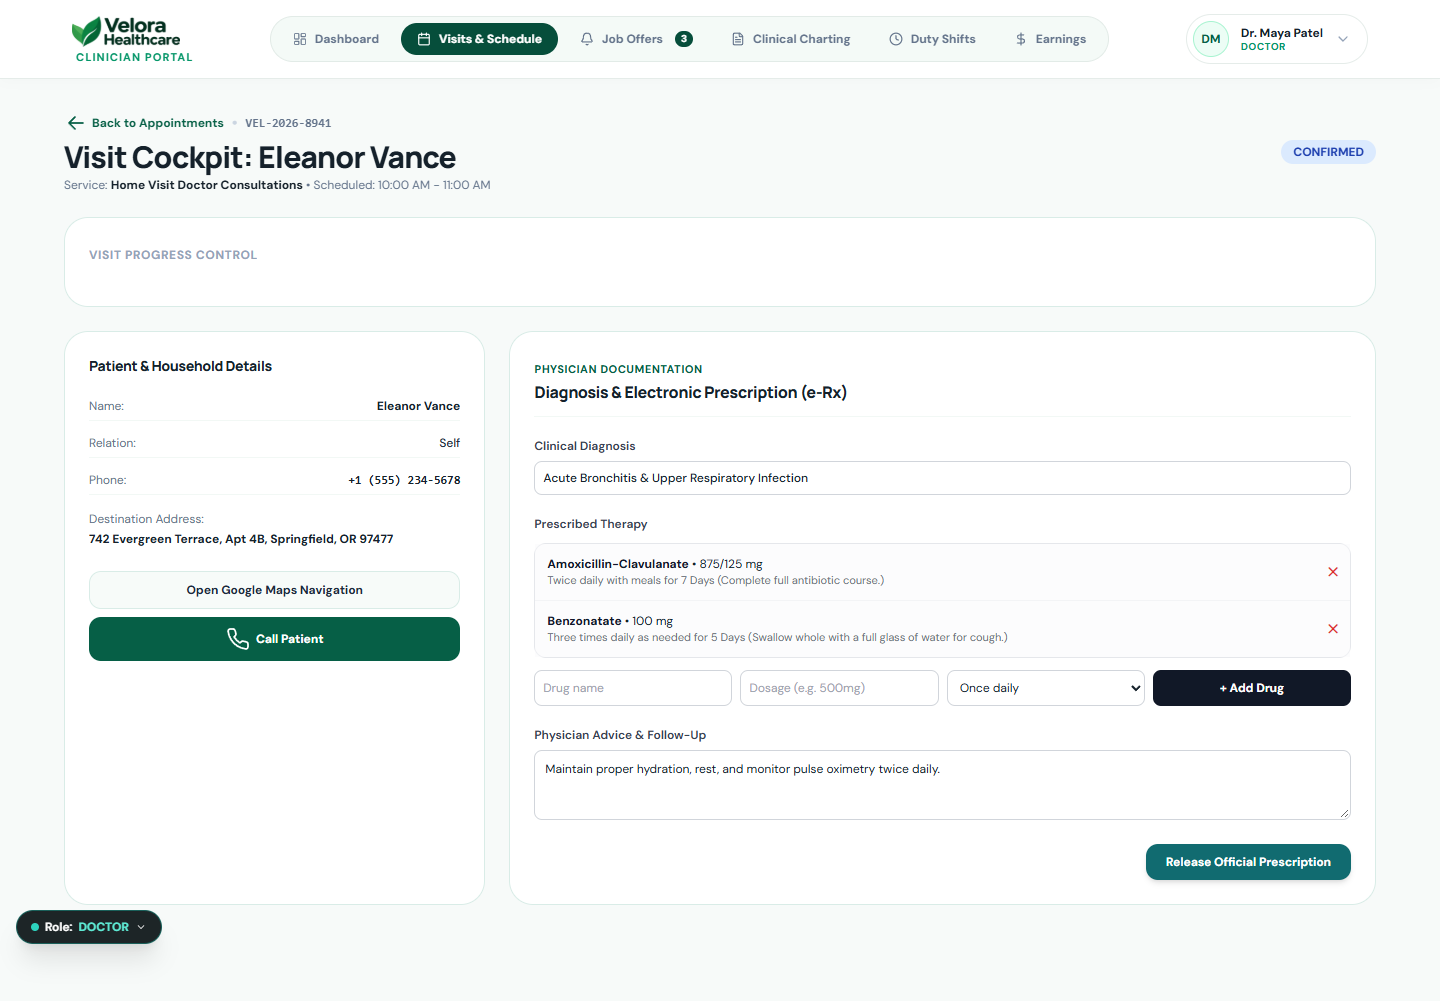 Velora
Healthcare
CLINICIAN PORTAL
Dashboard
Visits & Schedule
Job Offers 3
Clinical Charting
Duty Shifts
Earnings
DM
Dr. Maya Patel
DOCTOR
Back to Appointments • VEL-2026-8941
Visit Cockpit: Eleanor Vance
CONFIRMED
Service: Home Visit Doctor Consultations • Scheduled: 10:00 AM - 11:00 AM
VISIT PROGRESS CONTROL
Patient & Household Details
Name: Eleanor Vance
Relation: Self
Phone: +1 (555) 234-5678
Destination Address:
742 Evergreen Terrace, Apt 4B, Springfield, OR 97477
Open Google Maps Navigation
Call Patient
PHYSICIAN DOCUMENTATION
Diagnosis & Electronic Prescription (e-Rx)
Clinical Diagnosis
Acute Bronchitis & Upper Respiratory Infection
Prescribed Therapy
Amoxicillin-Clavulanate • 875/125 mg
Twice daily with meals for 7 Days (Complete full antibiotic course.)
Benzonatate • 100 mg
Three times daily as needed for 5 Days (Swallow whole with a full glass of water for cough.)
Drug name
Dosage (e.g. 500mg)
Once daily
+ Add Drug
Physician Advice & Follow-Up
Maintain proper hydration, rest, and monitor pulse oximetry twice daily.
Release Official Prescription
Role: DOCTOR